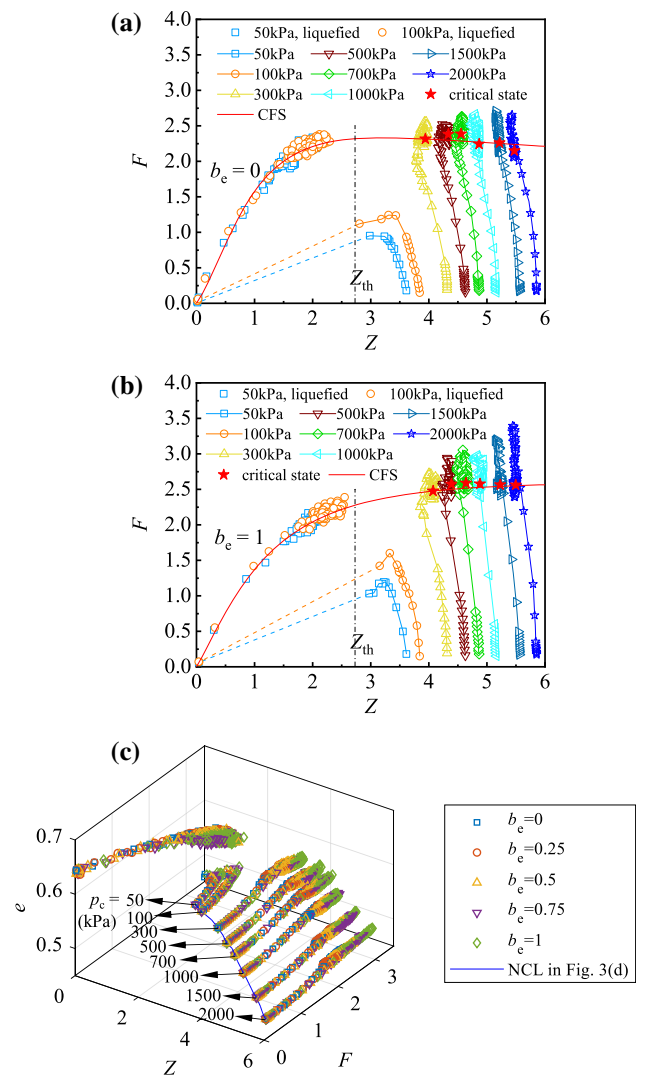 (a)
50kPa, liquefied 100kPa, liquefied
50kPa 500kPa 1500kPa
100kPa 700kPa 2000kPa
300kPa 1000kPa critical state
CFS
4.0
3.5
3.0
2.5
2.0
1.5
1.0
0.5
0.0
F
bₑ = 0
Zth
0 1 2 3 4 5 6
Z
(b)
50kPa, liquefied 100kPa, liquefied
50kPa 500kPa 1500kPa
100kPa 700kPa 2000kPa
300kPa 1000kPa
critical state CFS
4.0
3.5
3.0
2.5
2.0
1.5
1.0
0.5
0.0
F
bₑ = 1
Zth
0 1 2 3 4 5 6
Z
(c)
0.7
0.6
0.5
e
pc = 50
(kPa)
100
300
500
700
1000
1500
2000
0 2 4 6
Z
0 1 2 3
F
bₑ=0
bₑ=0.25
bₑ=0.5
bₑ=0.75
bₑ=1
NCL in Fig. 3(d)